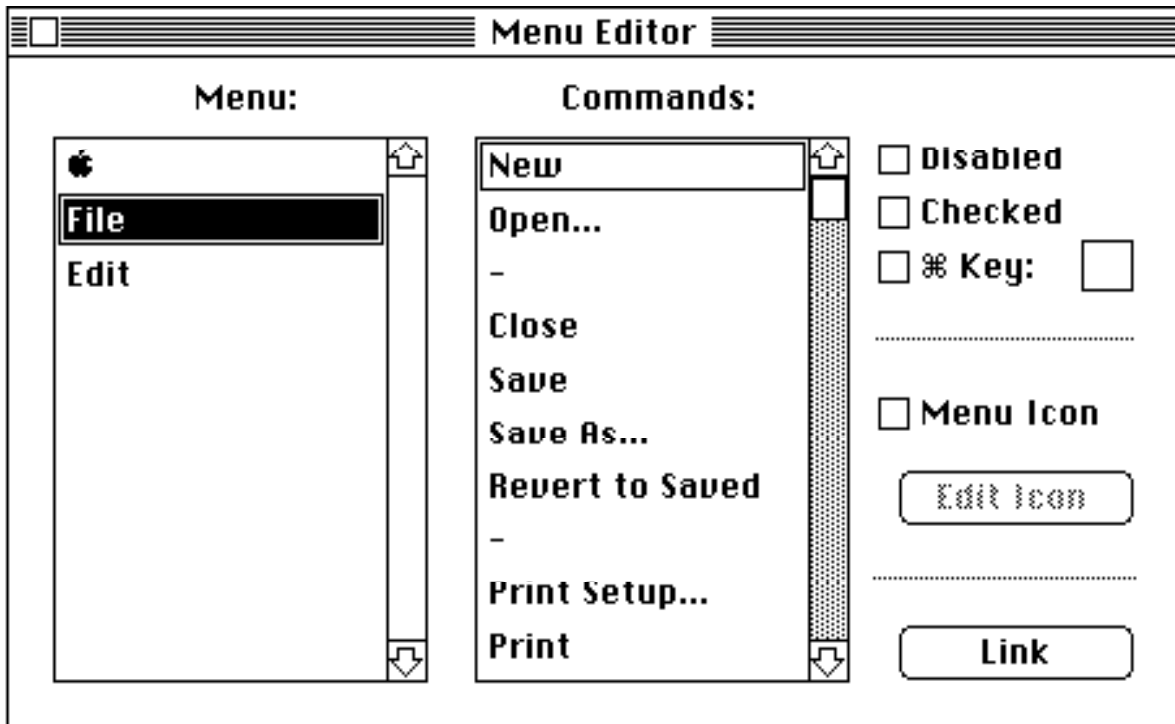 Menu Editor
Menu:
Commands:
File
Edit
New
Open...
-
Close
Save
Save As...
Revert to Saved
-
Print Setup...
Print
Disabled
Checked
⌘ Key:
Menu Icon
Edit Icon
Link